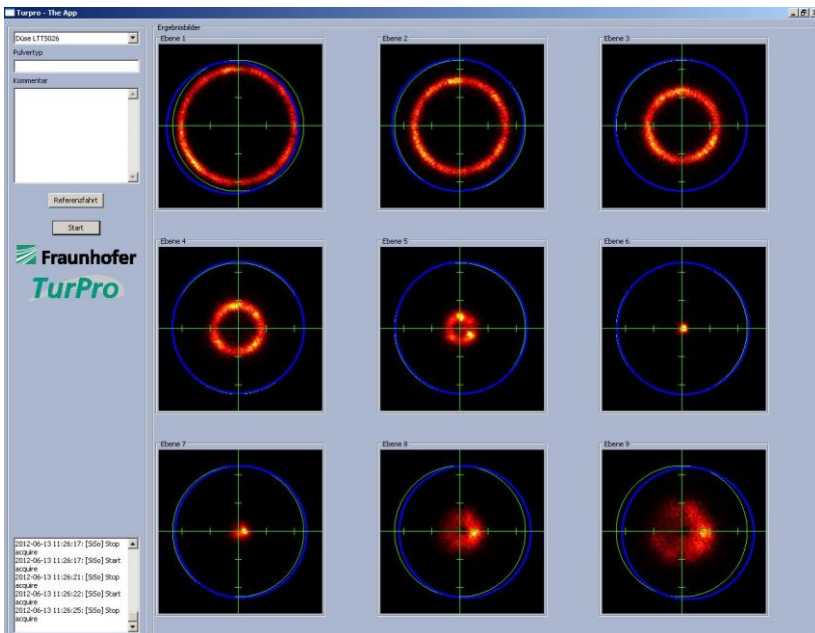 Turpro - The App
Düse LTT5026
Pulvertyp
Kommentar
Referenzfahrt
Start
Fraunhofer
TurPro
2012-06-13 11:26:17: [SiSo] Stop
acquire
2012-06-13 11:26:17: [SiSo] Start
acquire
2012-06-13 11:26:21: [SiSo] Stop
acquire
2012-06-13 11:26:22: [SiSo] Start
acquire
2012-06-13 11:26:25: [SiSo] Stop
acquire
Ergebnisbilder
Ebene 1
Ebene 2
Ebene 3
Ebene 4
Ebene 5
Ebene 6
Ebene 7
Ebene 8
Ebene 9